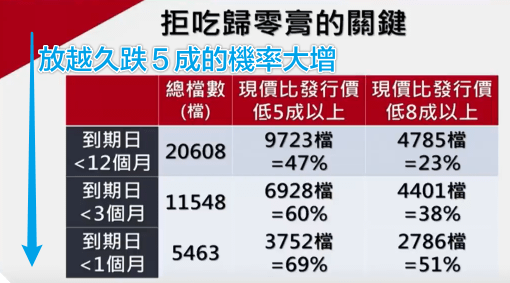 拒吃歸零膏的關鍵
放越久跌5成的機率大增
總檔數 現價比發行價 現價比發行價
(檔) 低5成以上 低8成以上
到期日 9723檔 4785檔
<12個月 20608 =47% =23%
到期日 6928檔 4401檔
<3個月 11548 =60% =38%
到期日 3752檔 2786檔
<1個月 5463 =69% =51%